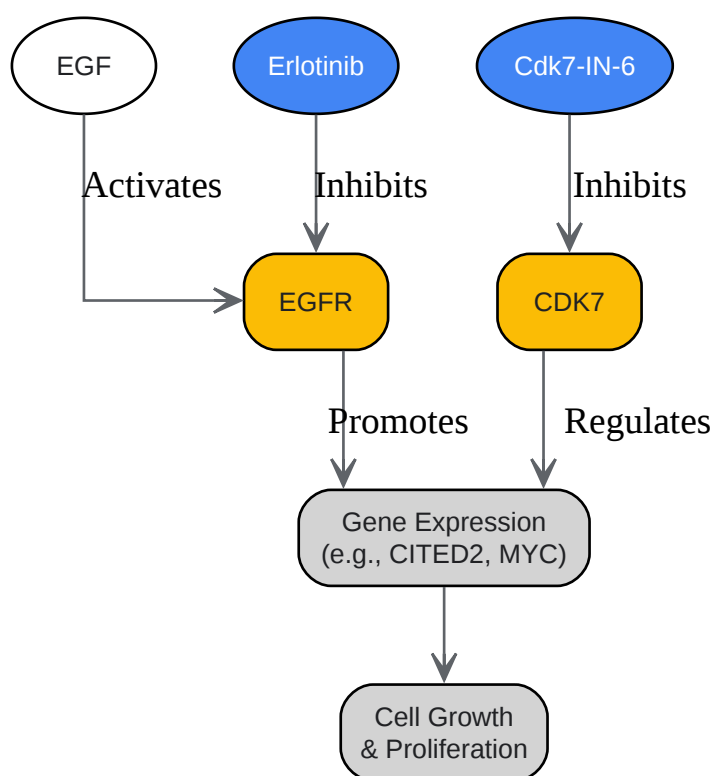 EGF
Erlotinib
Cdk7-IN-6
Activates
Inhibits
Inhibits
EGFR
CDK7
Promotes
Regulates
Gene Expression
(e.g., CITED2, MYC)
Cell Growth
& Proliferation